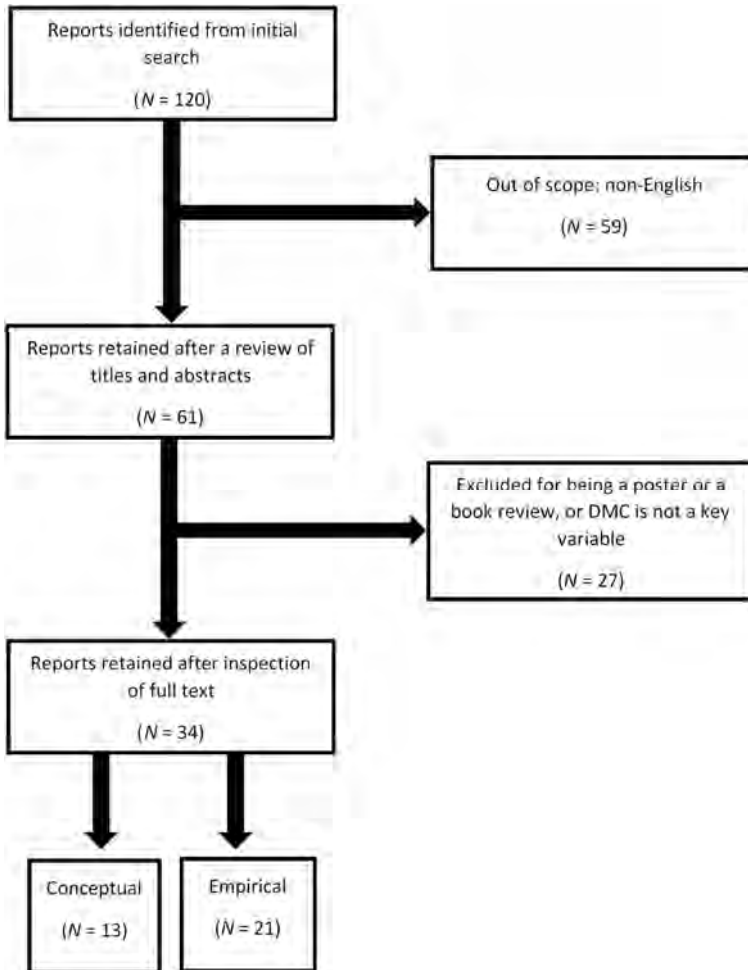 Reports identified from initial
search
(N = 120)
Out of scope; non-English
(N = 59)
Reports retained after a review of
titles and abstracts
(N = 61)
Excluded for being a poster or a
book review, or DMC is not a key
variable
(N = 27)
Reports retained after inspection
of full text
(N = 34)
Conceptual
(N = 13)
Empirical
(N = 21)